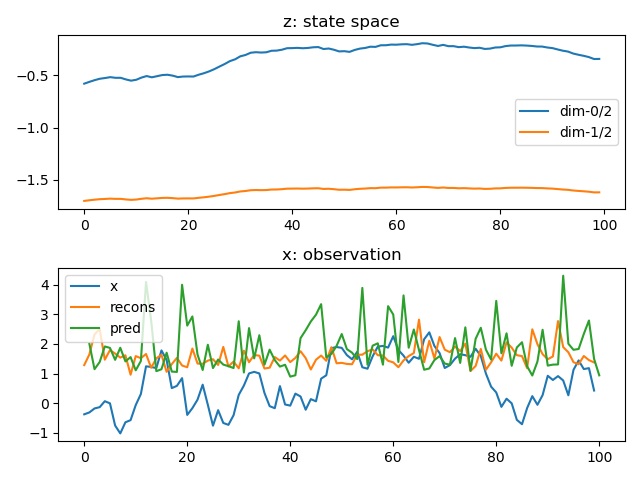 z: state space
−0.5
−1.0
−1.5
dim-0/2
dim-1/2
0 20 40 60 80 100
x: observation
4
3
2
1
0
−1
x
recons
pred
0 20 40 60 80 100